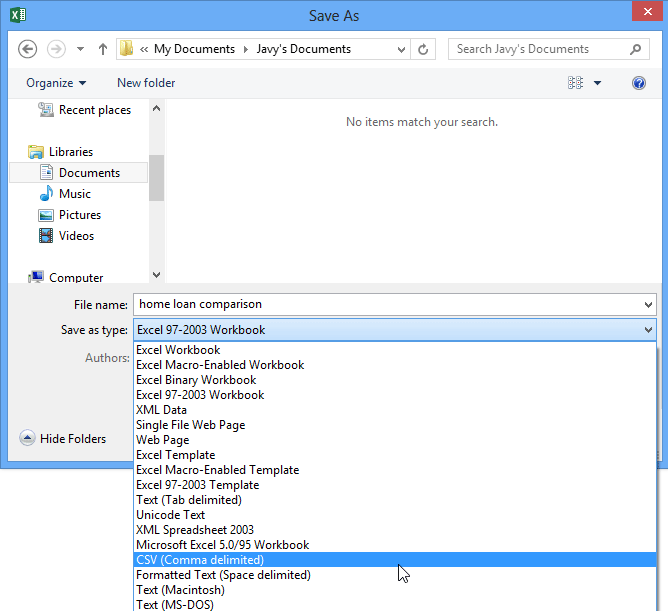 Save As
« My Documents Javy's Documents
Search Javy's Documents
Organize New folder
Recent places
No items match your search.
Libraries
Documents
Music
Pictures
Videos
Computer
File name: home loan comparison
Save as type: Excel 97-2003 Workbook
Authors:
Hide Folders
Excel Workbook
Excel Macro-Enabled Workbook
Excel Binary Workbook
Excel 97-2003 Workbook
XML Data
Single File Web Page
Web Page
Excel Template
Excel Macro-Enabled Template
Excel 97-2003 Template
Text (Tab delimited)
Unicode Text
XML Spreadsheet 2003
Microsoft Excel 5.0/95 Workbook
CSV (Comma delimited)
Formatted Text (Space delimited)
Text (Macintosh)
Text (MS-DOS)